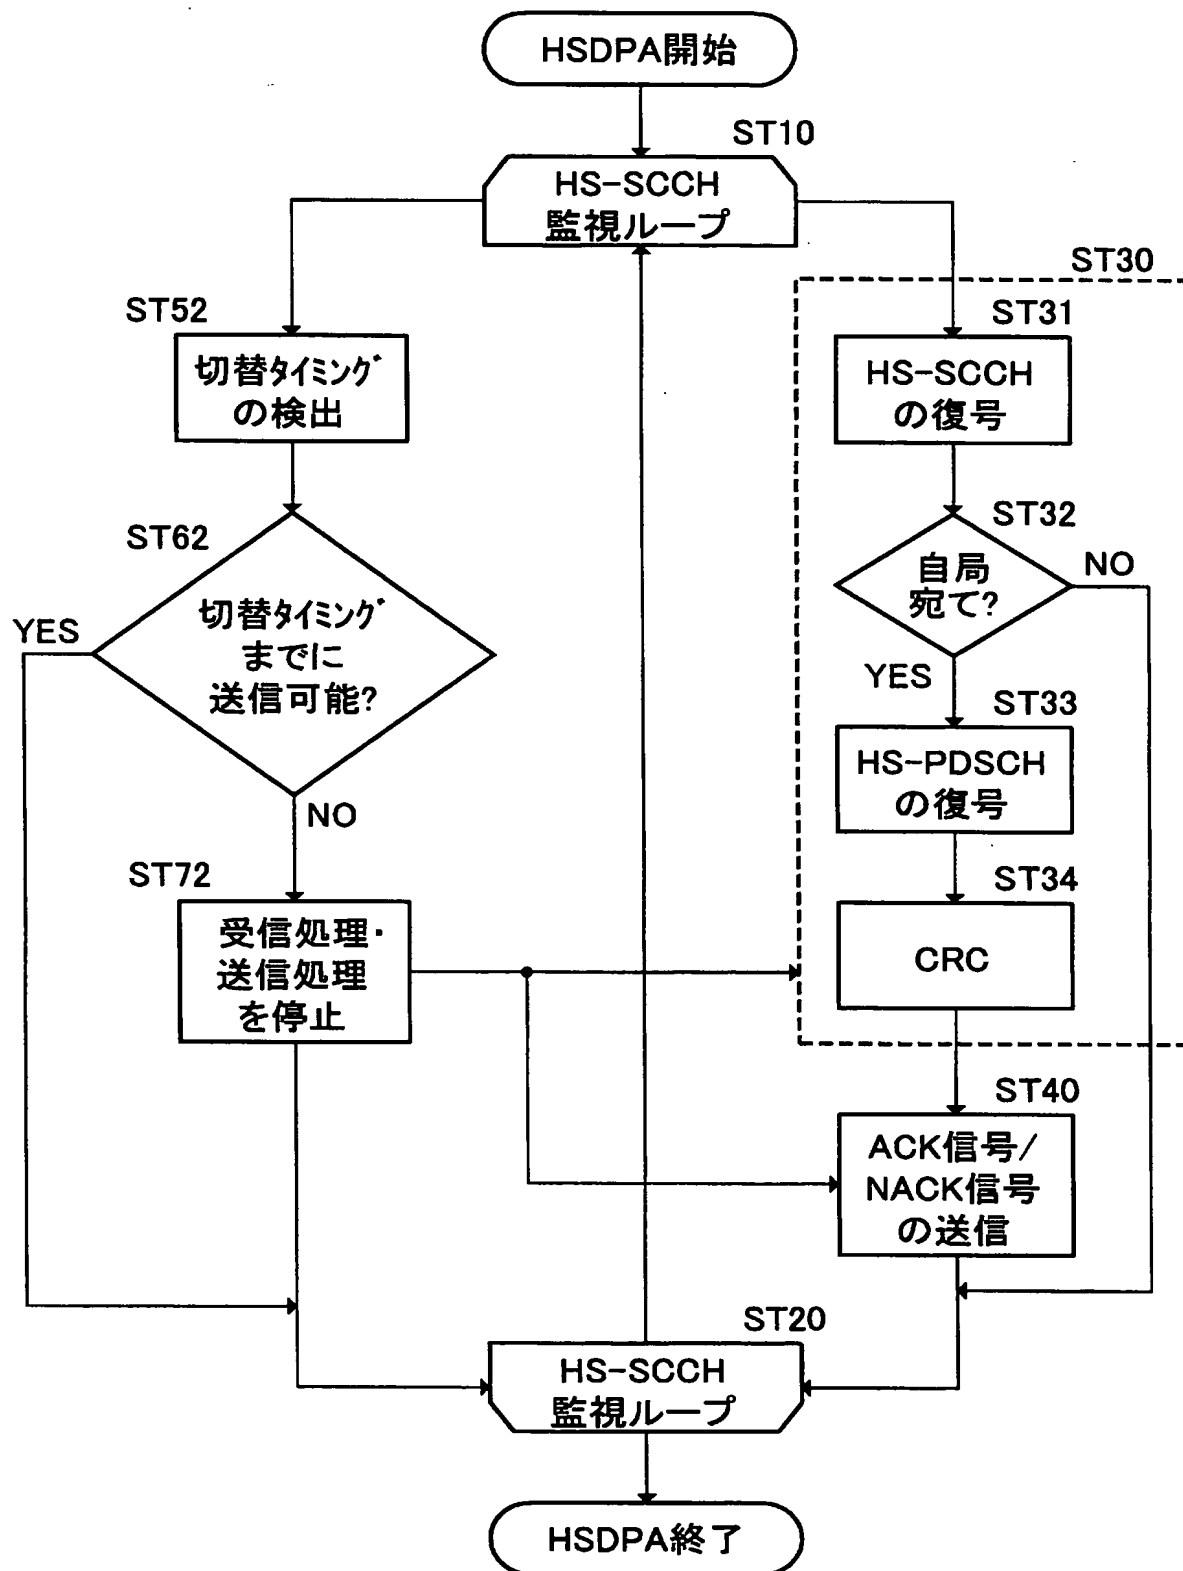 HSDPA開始
ST10
HS-SCCH
監視ループ
ST30
ST52
切替ﾀｲﾐﾝｸﾞ
の検出
ST31
HS-SCCH
の復号
ST62
切替ﾀｲﾐﾝｸﾞ
までに
送信可能?
YES
NO
ST32
自局
宛て?
NO
YES
ST33
HS-PDSCH
の復号
ST72
受信処理・
送信処理
を停止
ST34
CRC
ST40
ACK信号/
NACK信号
の送信
ST20
HS-SCCH
監視ループ
HSDPA終了